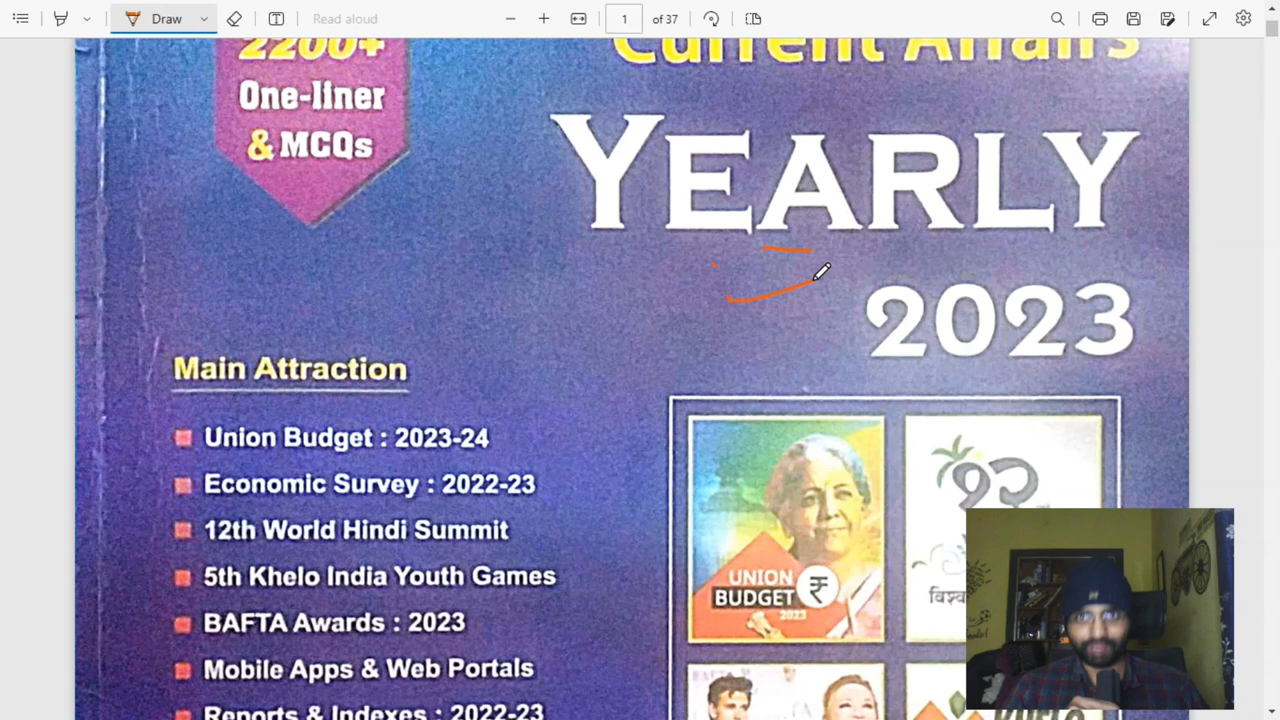 Draw
Read aloud
1
of 37
2200+
One-liner
& MCQs
Current Affairs
YEARLY
2023
Main Attraction
Union Budget : 2023-24
Economic Survey : 2022-23
12th World Hindi Summit
5th Khelo India Youth Games
BAFTA Awards : 2023
Mobile Apps & Web Portals
Reports & Indexes : 2022-23
UNION
BUDGET ₹
2023
१२
विश्व
BAFTA